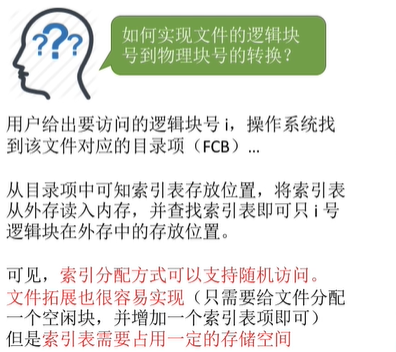 ???
如何实现文件的逻辑块
号到物理块号的转换？
用户给出要访问的逻辑块号 i，操作系统找
到该文件对应的目录项（FCB）...
从目录项中可知索引表存放位置，将索引表
从外存读入内存，并查找索引表即可只 i 号
逻辑块在外存中的存放位置。
可见，索引分配方式可以支持随机访问。
文件拓展也很容易实现（只需要给文件分配
一个空闲块，并增加一个索引表项即可）
但是索引表需要占用一定的存储空间